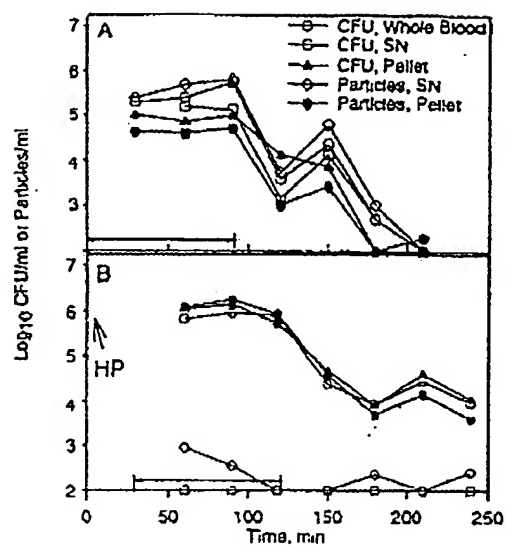 A
CFU, Whole Blood
CFU, SN
CFU, Pellet
Particles, SN
Particles, Pellet
7
6
5
4
3
Log10 CFU/ml or Particles/ml
B
HP
7
6
5
4
3
2
0 50 100 150 200 250
Time, min